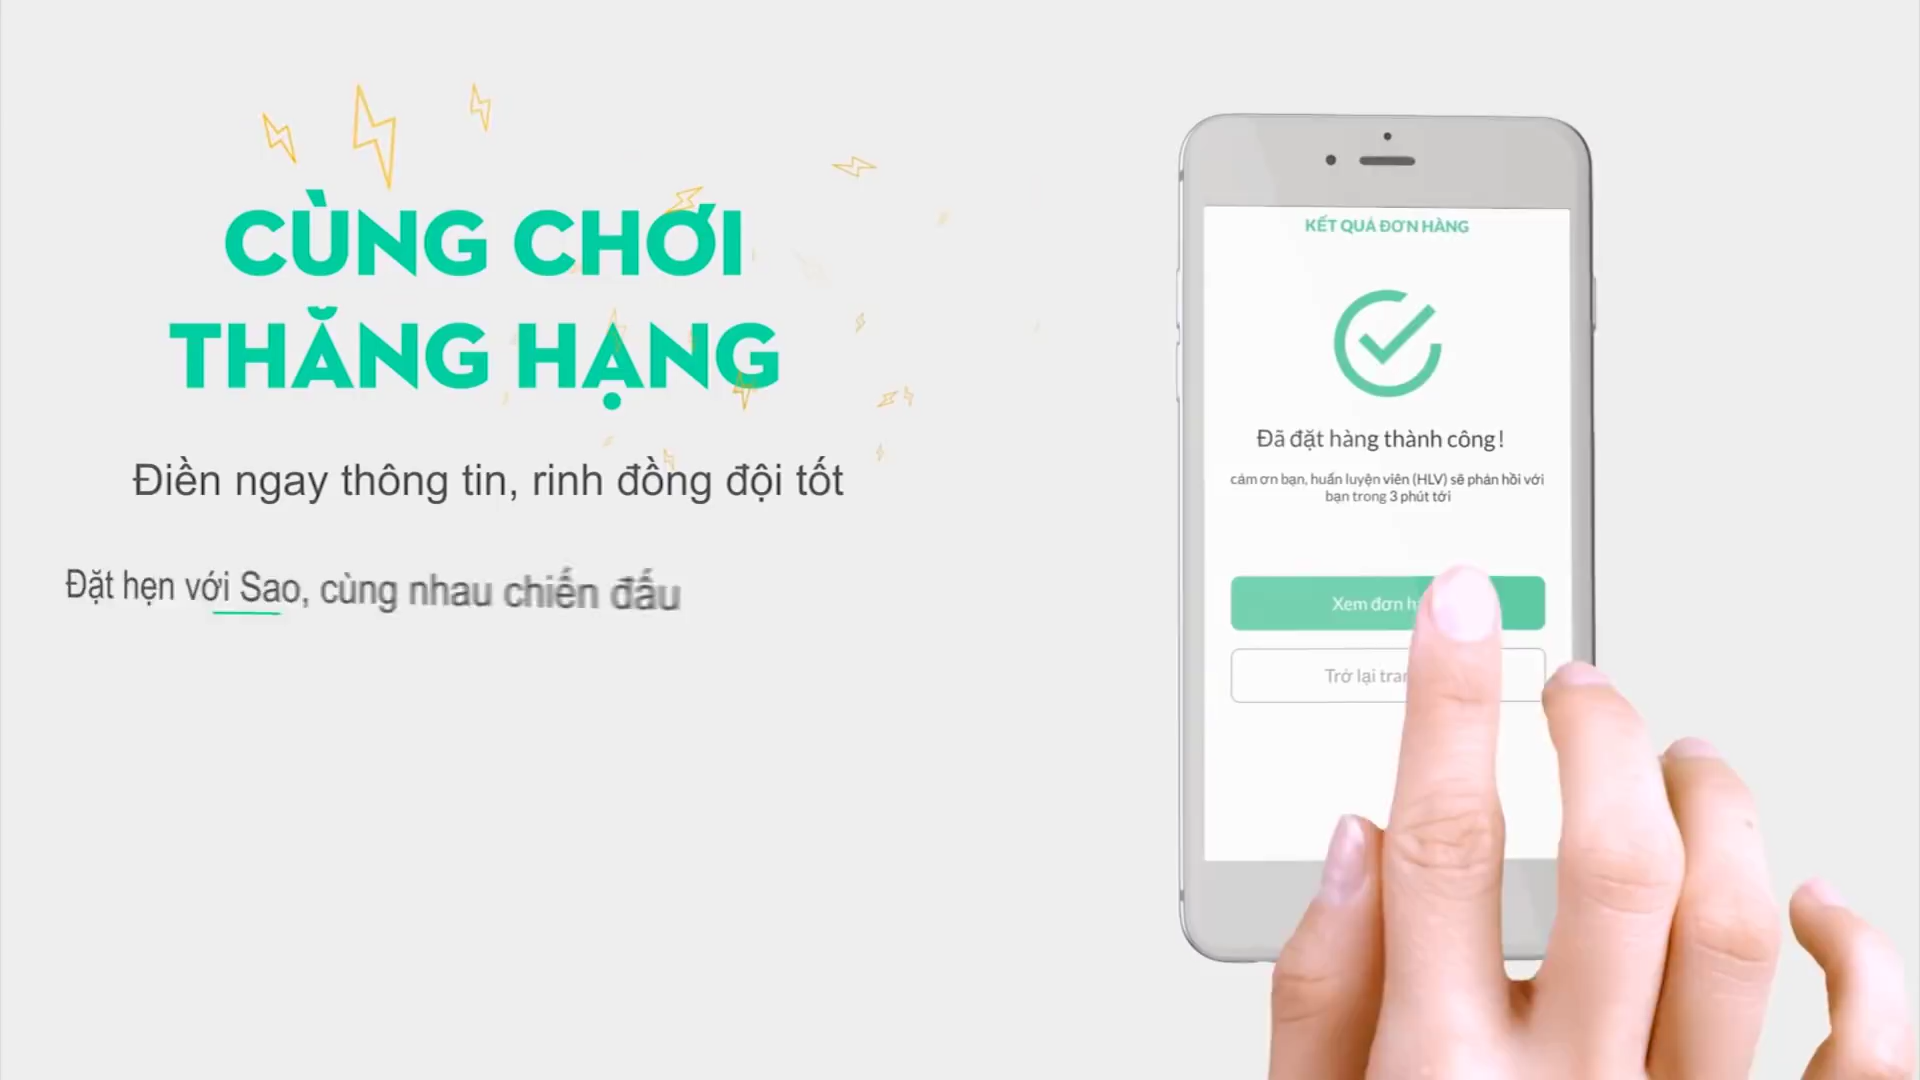 CÙNG CHƠI
THĂNG HẠNG
Điền ngay thông tin, rinh đồng đội tốt
Đặt hẹn với Sao, cùng nhau chiến đấu
KẾT QUẢ ĐƠN HÀNG
Đã đặt hàng thành công!
cảm ơn bạn, huấn luyện viên (HLV) sẽ phản hồi với
bạn trong 3 phút tới
Xem đơn
Trở lại